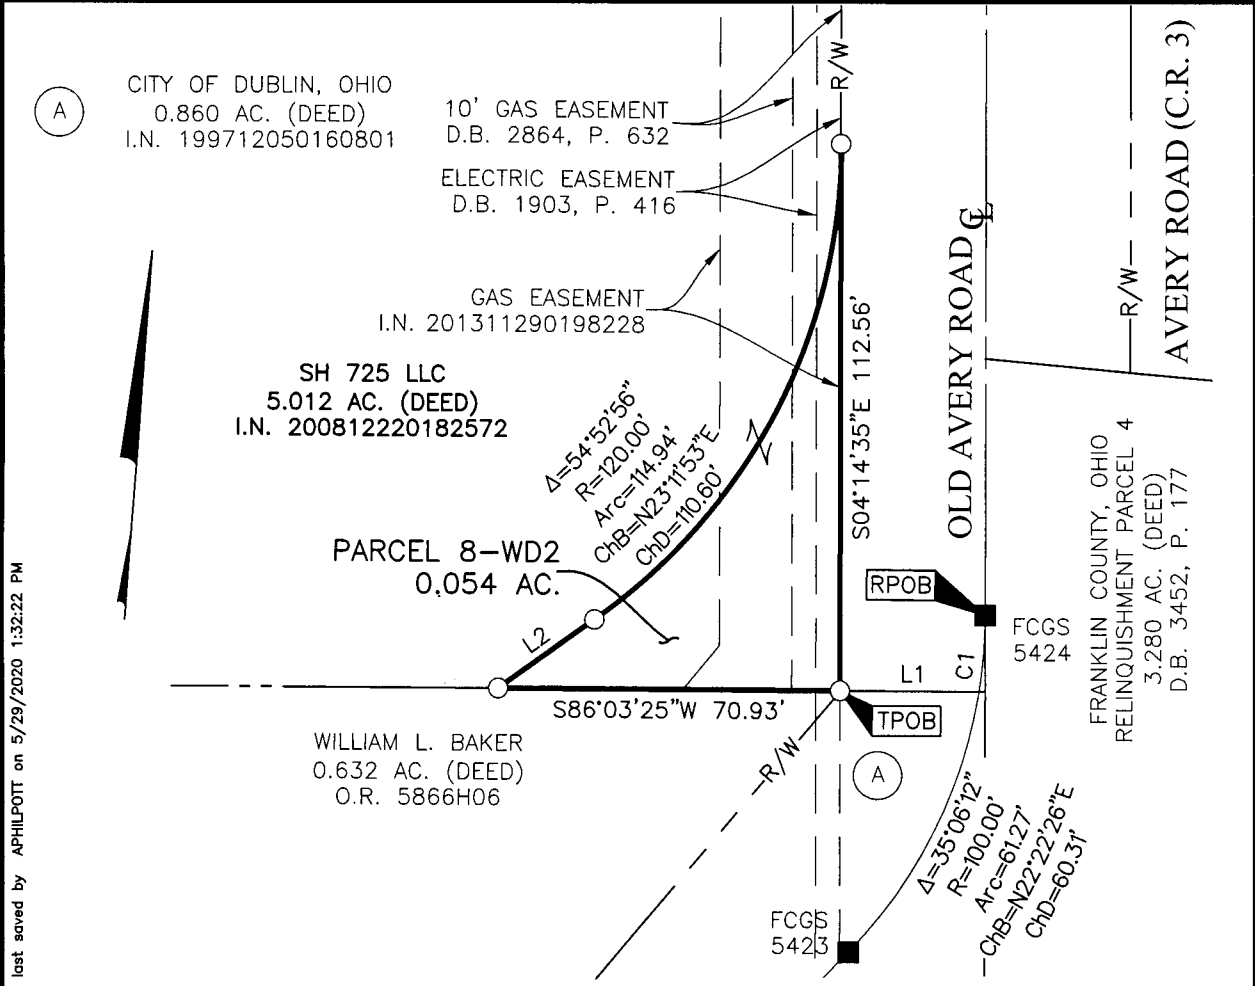 A
CITY OF DUBLIN, OHIO
0.860 AC. (DEED)
I.N. 199712050160801
10' GAS EASEMENT
D.B. 2864, P. 632
ELECTRIC EASEMENT
D.B. 1903, P. 416
GAS EASEMENT
I.N. 201311290198228
SH 725 LLC
5.012 AC. (DEED)
I.N. 200812220182572
Δ=54°52'56"
R=120.00'
Arc=114.94'
ChB=N23°11'53"E
ChD=110.60'
PARCEL 8-WD2
0.054 AC.
L2
S86°03'25"W 70.93'
WILLIAM L. BAKER
0.632 AC. (DEED)
O.R. 5866H06
R/W
S04°14'35"E 112.56'
OLD AVERY ROAD ℄
R/W
AVERY ROAD (C.R. 3)
RPOB
FCGS
5424
C1
L1
TPOB
A
R/W
FRANKLIN COUNTY, OHIO
RELINQUISHMENT PARCEL 4
3.280 AC. (DEED)
D.B. 3452, P. 177
Δ=35°06'12"
R=100.00'
Arc=61.27'
ChB=N22°22'26"E
ChD=60.31'
FCGS
5423
last saved by APHILPOTT on 5/29/2020 1:32:22 PM